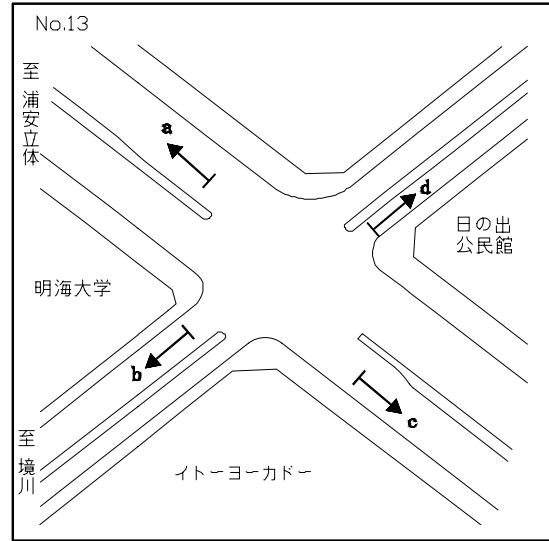 No.13
至 浦安立体
a
d
日の出
公民館
明海大学
b
c
至 境川
イトーヨーカドー